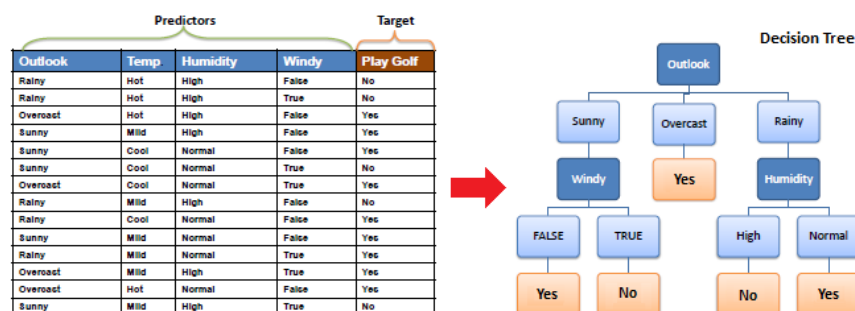 Predictors Target
Outlook Temp Humidity Windy Play Golf
Rainy Hot High False No
Rainy Hot High True No
Overcast Hot High False Yes
Sunny Mild High False Yes
Sunny Cool Normal False Yes
Sunny Cool Normal True No
Overcast Cool Normal True Yes
Rainy Mild High False No
Rainy Cool Normal False Yes
Sunny Mild Normal False Yes
Rainy Mild Normal True Yes
Overcast Mild High True Yes
Overcast Hot Normal False Yes
Sunny Mild High True No
Decision Tree
Outlook
Sunny Overcast Rainy
Windy Yes Humidity
FALSE TRUE High Normal
Yes No No Yes